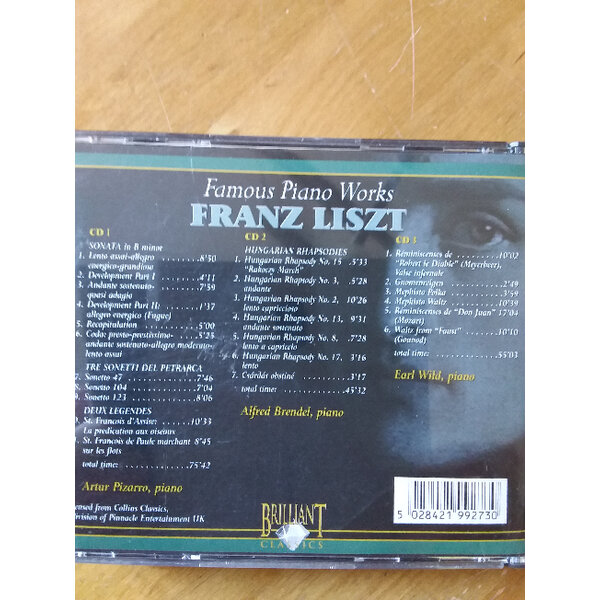 Famous Piano Works
FRANZ LISZT
CD 1
SONATA in B minor
1. Lento assai-allegro . . . . . . . 8'30
energico-grandioso
2. Development Part I . . . . . . . 4'11
3. Andante sostenuto- . . . . . . . 7'59
quasi adagio
4. Development Part II: . . . . . . 1'37
allegro energico (Fugue)
5. Recapitulation . . . . . . . 5'00
6. Coda: presto-prestissimo- . . . . 5'25
andante sostenuto-allegro moderato-
lento assai
TRE SONETTI DEL PETRARCA
7. Sonetto 47 . . . . . . . 7'46
8. Sonetto 104 . . . . . . . 7'04
9. Sonetto 123 . . . . . . . 8'06
DEUX LEGENDES
St. François d'Assise: . . . . . 10'33
La predication aux oiseaux
St. Francois de Paule marchant 8'45
sur les flots
total time: . . . . . . . 75'42
Artur Pizarro, piano
ensed from Collins Classics,
ivision of Pinnacle Entertainment UK
CD 2
HUNGARIAN RHAPSODIES
1. Hungarian Rhapsody No. 15 . . 5'33
"Rakoczy March"
2. Hungarian Rhapsody No. 3, . . 5'28
andante
3. Hungarian Rhapsody No. 2, . . 10'26
lento capriccioso
4. Hungarian Rhapsody No. 13, . . 9'31
andante sostenuto
5. Hungarian Rhapsody No. 8, . . 7'28
lento a capriccio
6. Hungarian Rhapsody No. 17, . . 3'16
lento
7. Csárdás obstiné . . . . . . . 3'17
total time: . . . . . . . 45'32
Alfred Brendel, piano
CD 3
1. Réminiscenses de . . . . . . . 10'02
"Robert le Diable" (Meyerbeer),
Valse infernale
2. Gnomenreigen . . . . . . . 2'49
3. Mephisto Polka . . . . . . . 3'59
4. Mephisto Waltz . . . . . . . 10'39
5. Réminiscenses de "Don Juan" 17'04
(Mozart)
6. Waltz from "Faust" . . . . . . . 10'10
(Gounod)
total time: . . . . . . . 55'03
Earl Wild, piano
5 028421 992730
BRILLIANT
CLASSICS